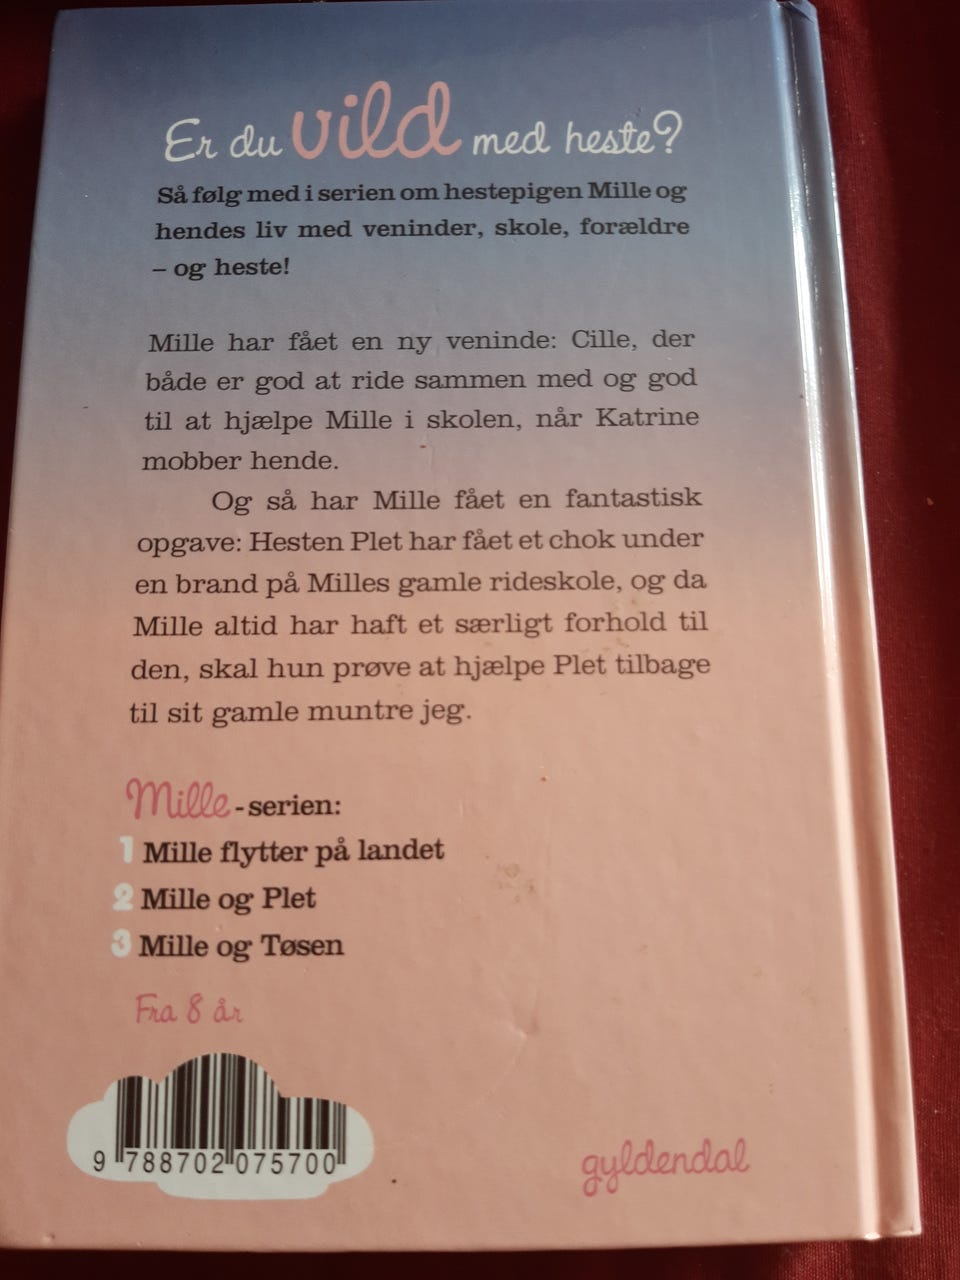 Er du vild med heste?
Så følg med i serien om hestepigen Mille og
hendes liv med veninder, skole, forældre
– og heste!
Mille har fået en ny veninde: Cille, der
både er god at ride sammen med og god
til at hjælpe Mille i skolen, når Katrine
mobber hende.
Og så har Mille fået en fantastisk
opgave: Hesten Plet har fået et chok under
en brand på Milles gamle rideskole, og da
Mille altid har haft et særligt forhold til
den, skal hun prøve at hjælpe Plet tilbage
til sit gamle muntre jeg.
Mille-serien:
1 Mille flytter på landet
2 Mille og Plet
3 Mille og Tøsen
Fra 8 år
9 788702 075700
gyldendal